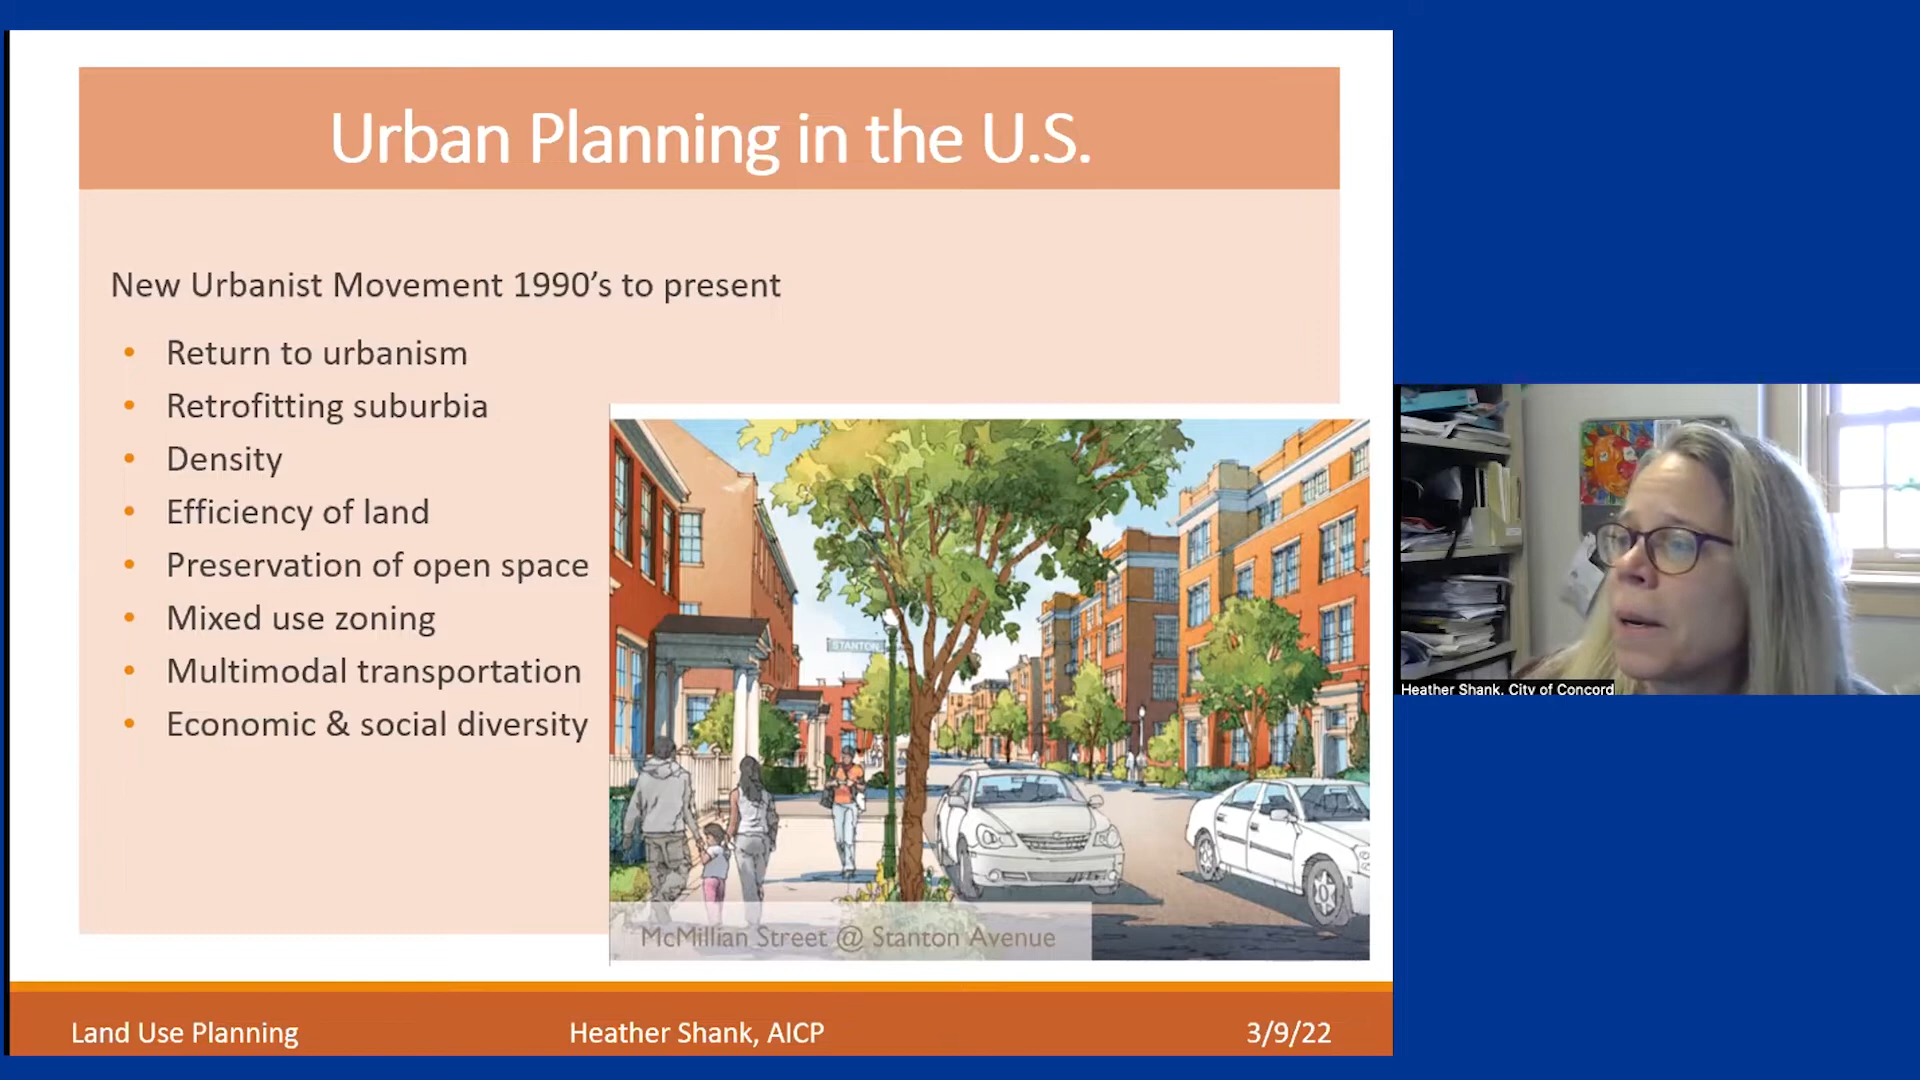 Urban Planning in the U.S.
New Urbanist Movement 1990’s to present
• Return to urbanism
• Retrofitting suburbia
• Density
• Efficiency of land
• Preservation of open space
• Mixed use zoning
• Multimodal transportation
• Economic & social diversity
STANTON
McMillian Street @ Stanton Avenue
Land Use Planning
Heather Shank, AICP
3/9/22
Heather Shank, City of Concord